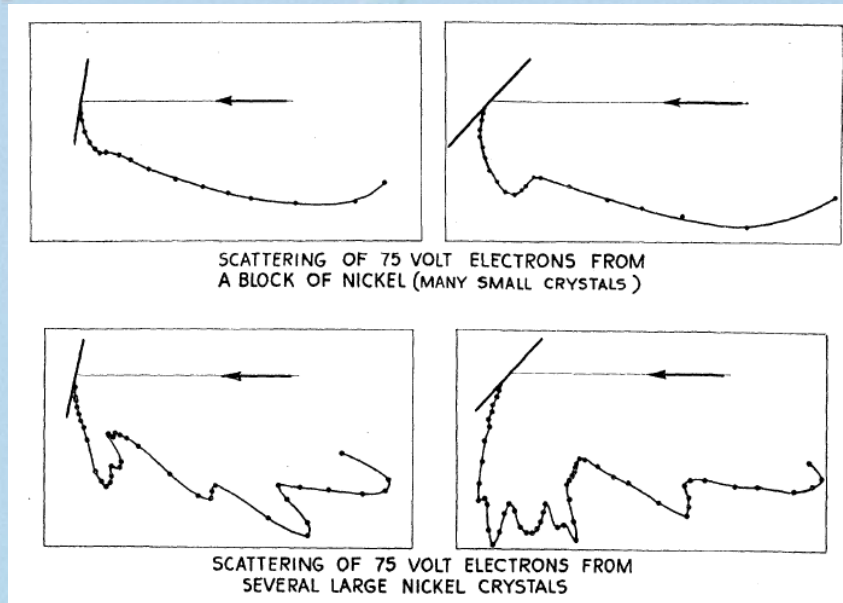 SCATTERING OF 75 VOLT ELECTRONS FROM
A BLOCK OF NICKEL (MANY SMALL CRYSTALS)
SCATTERING OF 75 VOLT ELECTRONS FROM
SEVERAL LARGE NICKEL CRYSTALS